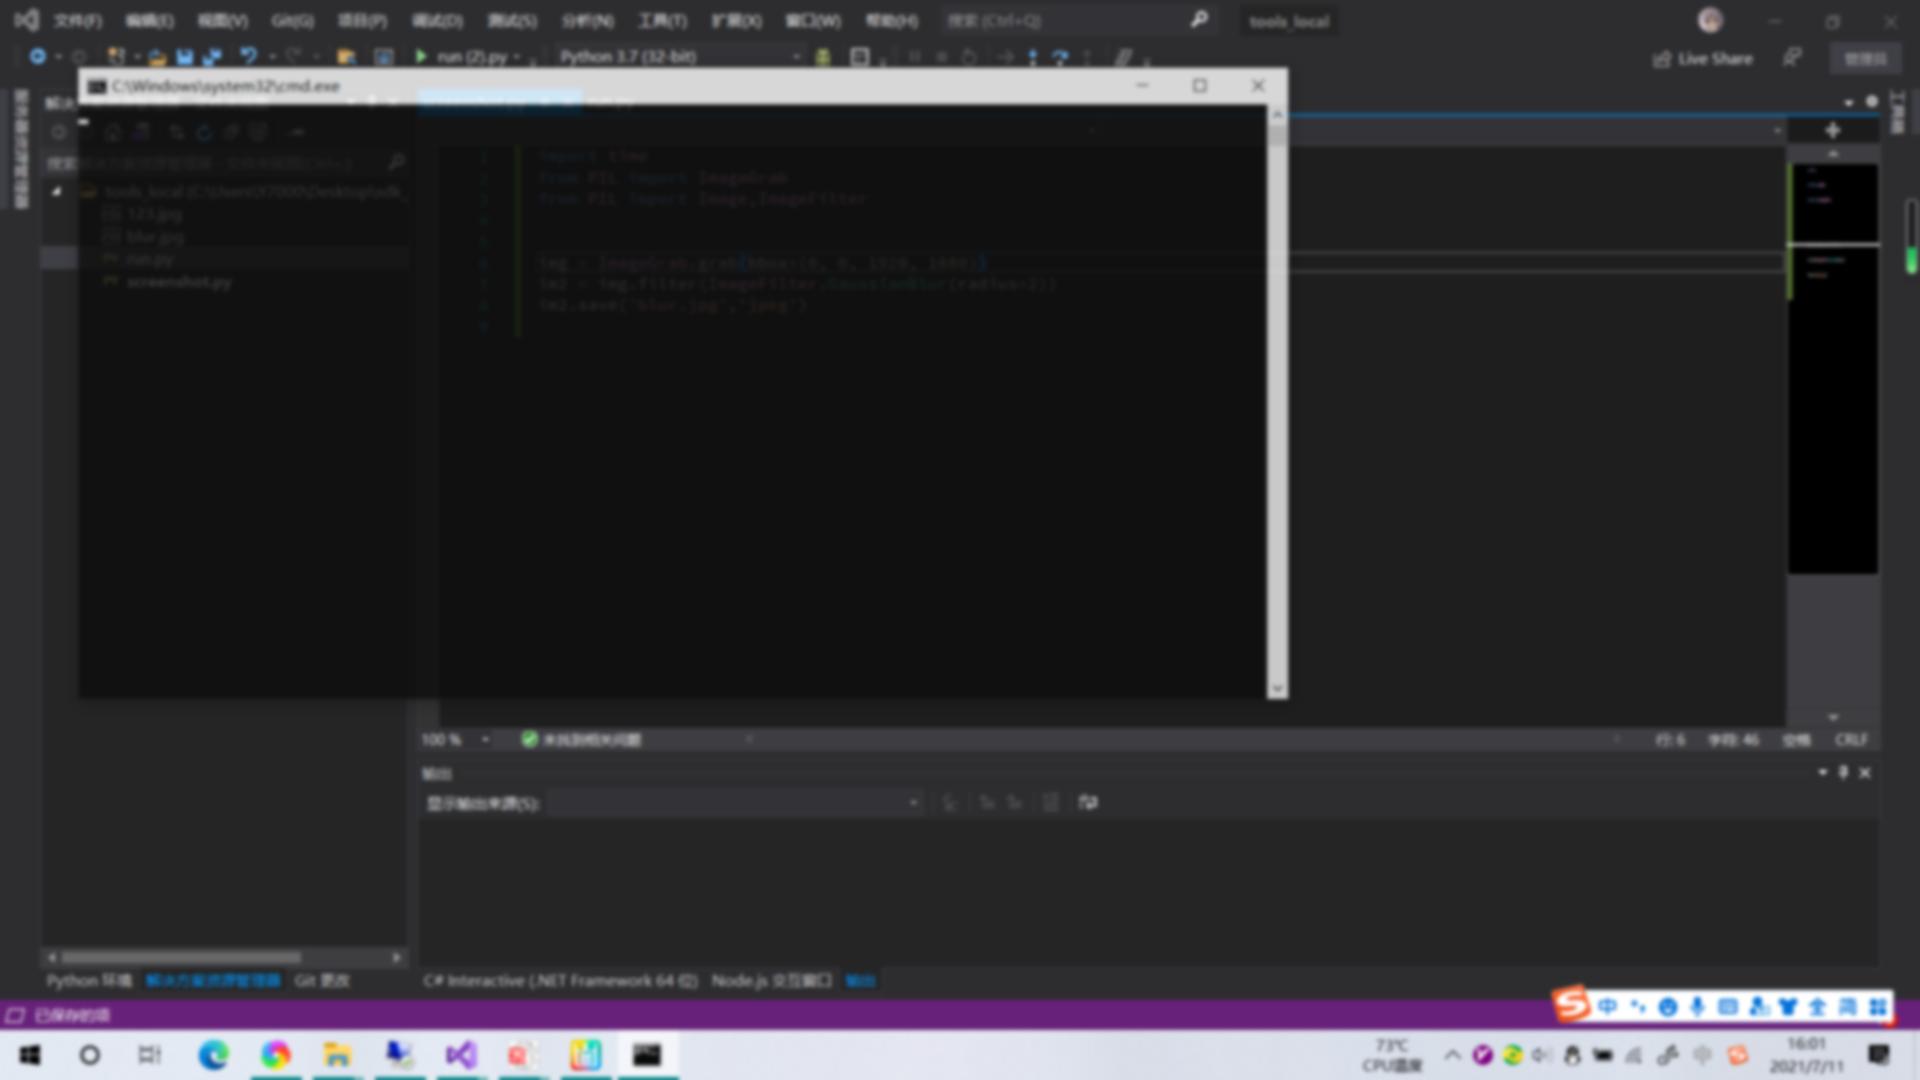 文件(F) 编辑(E) 视图(V) Git(G) 项目(P) 调试(D) 测试(S) 分析(N) 工具(T) 扩展(X) 窗口(W) 帮助(H) 搜索 (Ctrl+Q) tools_local
run (2).py Python 3.7 (32-bit) Live Share 管理员
C:\Windows\system32\cmd.exe
tools_local
123.jpg
blur.jpg
run.py
screenshot.py
1 import time
2 from PIL import ImageGrab
3 from PIL import Image,ImageFilter
4
5
6 img = ImageGrab.grab(bbox=(0, 0, 1920, 1080))
7 im2 = img.filter(ImageFilter.GaussianBlur(radius=2))
8 im2.save('blur.jpg','jpeg')
9
100 % 未找到相关问题 行: 6 字符: 46 空格 CRLF
输出
显示输出来源(S):
Python 环境 解决方案资源管理器 Git 更改 C# Interactive (.NET Framework 64 位) Node.js 交互窗口 输出
已保存的项
中 全 简
73°C
CPU温度
16:01
2021/7/11